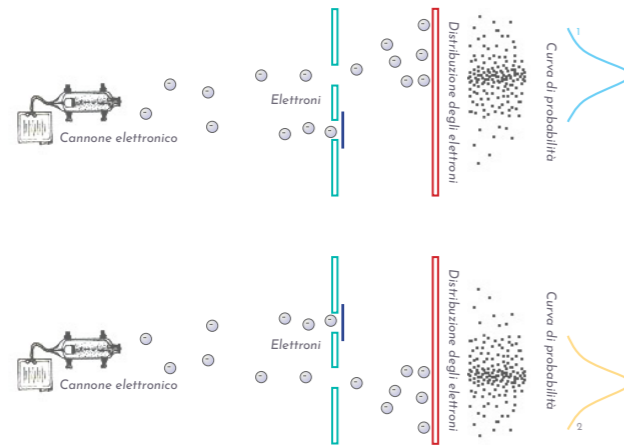 Elettroni
Cannone elettronico
Distribuzione degli elettroni
Curva di probabilità
1
Elettroni
Cannone elettronico
Distribuzione degli elettroni
Curva di probabilità
2